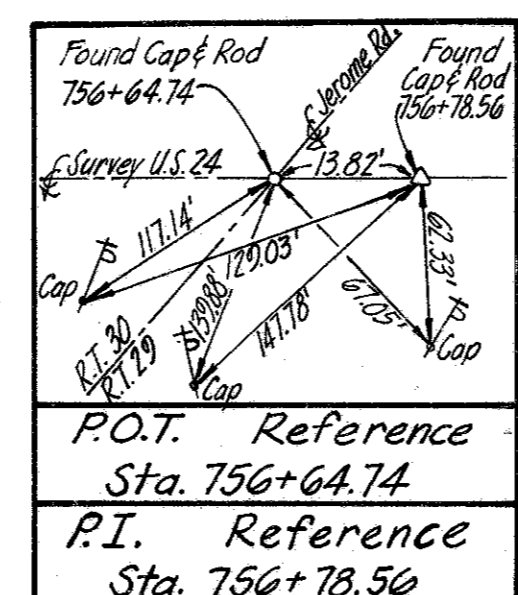 Found Cap & Rod
756+64.74
℄ Jerome Rd.
Found
Cap & Rod
756+78.56
℄ Survey U.S. 24
13.82'
117.14'
129.03'
139.88'
147.78'
67.05'
62.33'
Cap
Cap
Cap
R.T. 30
R.T. 29
P.O.T. Reference
Sta. 756+64.74
P.I. Reference
Sta. 756+78.56